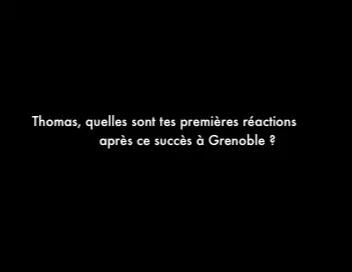 Thomas, quelles sont tes premières réactions
après ce succès à Grenoble ?